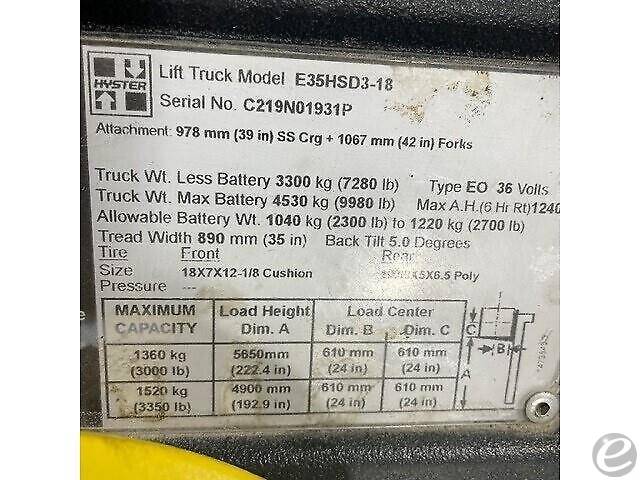 HYSTER
Lift Truck Model E35HSD3-18
Serial No. C219N01931P
Attachment: 978 mm (39 in) SS Crg + 1067 mm (42 in) Forks
Truck Wt. Less Battery 3300 kg (7280 lb) Type EO 36 Volts
Truck Wt. Max Battery 4530 kg (9980 lb) Max A.H.(6 Hr Rt)1240
Allowable Battery Wt. 1040 kg (2300 lb) to 1220 kg (2700 lb)
Tread Width 890 mm (35 in) Back Tilt 5.0 Degrees
Tire Front Rear
Size 18X7X12-1/8 Cushion X6.5 Poly
Pressure ---
MAXIMUM CAPACITY Load Height Dim. A Load Center Dim. B Dim. C
1360 kg 5650mm 610 mm 610 mm
(3000 lb) (222.4 in) (24 in) (24 in)
1520 kg 4900 mm 610 mm 610 mm
(3350 lb) (192.9 in) (24 in) (24 in)
C
B
A
e